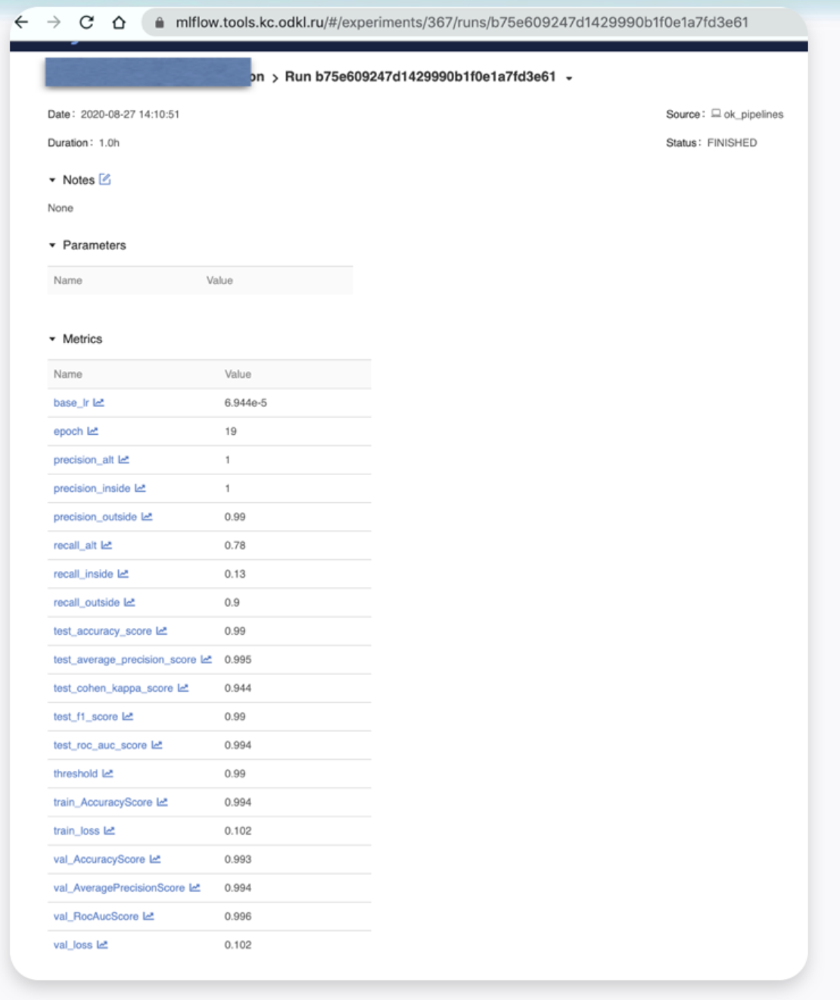 mlflow.tools.kc.odkl.ru/#/experiments/367/runs/b75e609247d1429990b1f0e1a7fd3e61
on > Run b75e609247d1429990b1f0e1a7fd3e61
Date: 2020-08-27 14:10:51
Source: ok_pipelines
Duration: 1.0h
Status: FINISHED
Notes
None
Parameters
Name Value
Metrics
Name Value
base_lr 6.944e-5
epoch 19
precision_alt 1
precision_inside 1
precision_outside 0.99
recall_alt 0.78
recall_inside 0.13
recall_outside 0.9
test_accuracy_score 0.99
test_average_precision_score 0.995
test_cohen_kappa_score 0.944
test_f1_score 0.99
test_roc_auc_score 0.994
threshold 0.99
train_AccuracyScore 0.994
train_loss 0.102
val_AccuracyScore 0.993
val_AveragePrecisionScore 0.994
val_RocAucScore 0.996
val_loss 0.102